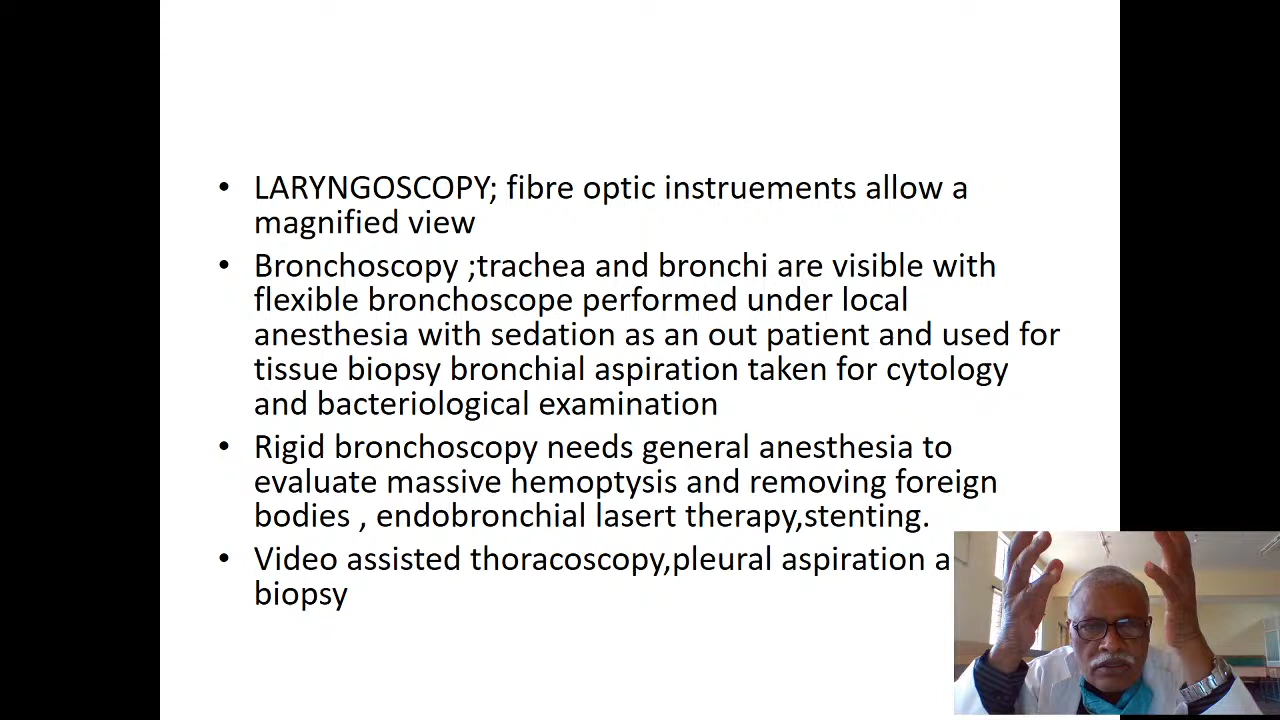 • LARYNGOSCOPY; fibre optic instruements allow a
magnified view
• Bronchoscopy ;trachea and bronchi are visible with
flexible bronchoscope performed under local
anesthesia with sedation as an out patient and used for
tissue biopsy bronchial aspiration taken for cytology
and bacteriological examination
• Rigid bronchoscopy needs general anesthesia to
evaluate massive hemoptysis and removing foreign
bodies , endobronchial lasert therapy,stenting.
• Video assisted thoracoscopy,pleural aspiration
biopsy